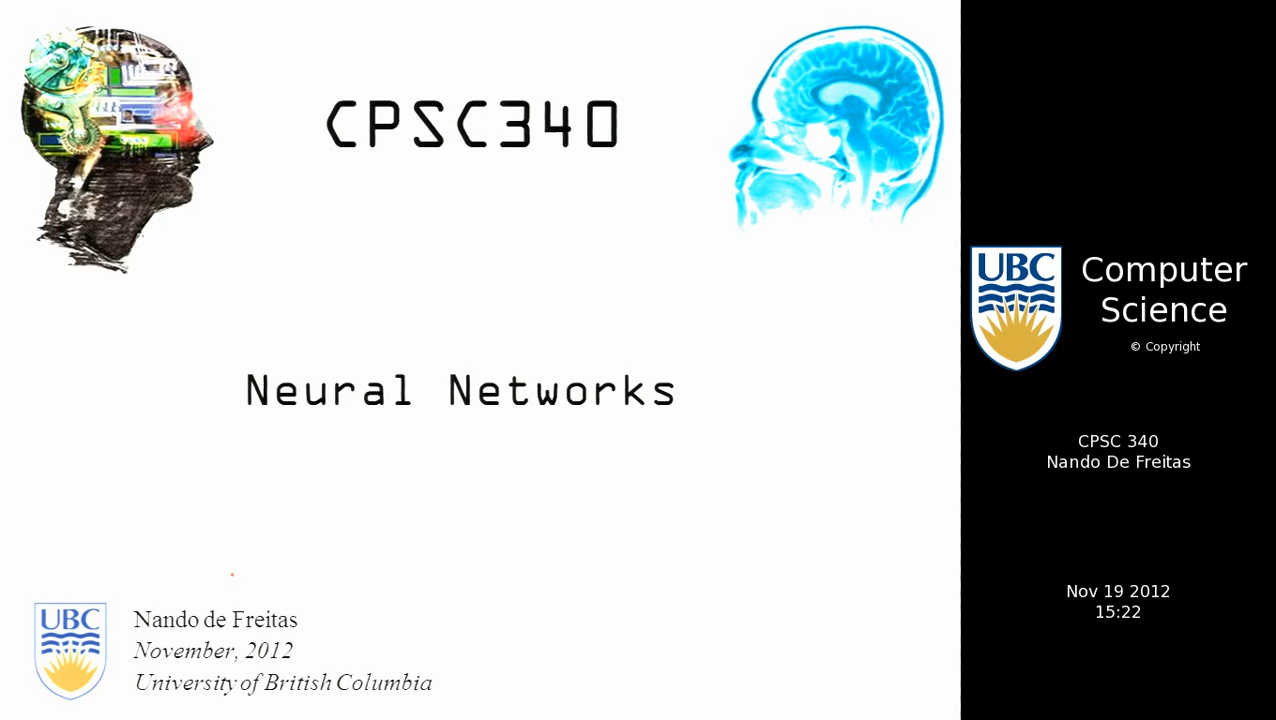 CPSC340
Neural Networks
UBC
Nando de Freitas
November, 2012
University of British Columbia
UBC
Computer
Science
© Copyright
CPSC 340
Nando De Freitas
Nov 19 2012
15:22